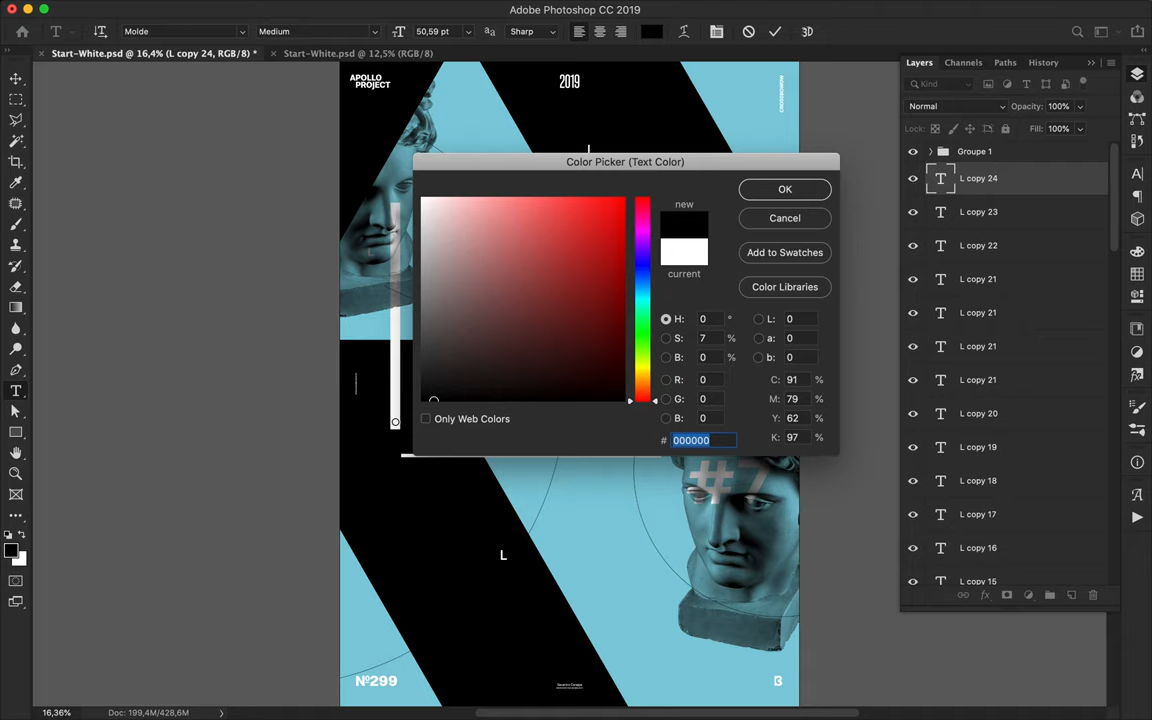 Adobe Photoshop CC 2019
T Molde Medium 50,59 pt Sharp 3D
× Start-White.psd @ 16,4% (L copy 24, RGB/8) * × Start-White.psd @ 12,5% (RGB/8)
APOLLO
PROJECT
2019
Color Picker (Text Color)
new
current
OK
Cancel
Add to Swatches
Color Libraries
H: 0 ° L: 0
S: 7 % a: 0
B: 0 % b: 0
R: 0 C: 91 %
G: 0 M: 79 %
B: 0 Y: 62 %
# 000000 K: 97 %
Only Web Colors
#7
L
Nº299
B
Layers Channels Paths History
Kind
Normal Opacity: 100%
Lock: Fill: 100%
Groupe 1
T L copy 24
T L copy 23
T L copy 22
T L copy 21
T L copy 21
T L copy 21
T L copy 21
T L copy 20
T L copy 19
T L copy 18
T L copy 17
T L copy 16
T L copy 15
fx
16,36% Doc: 199,4M/428,6M